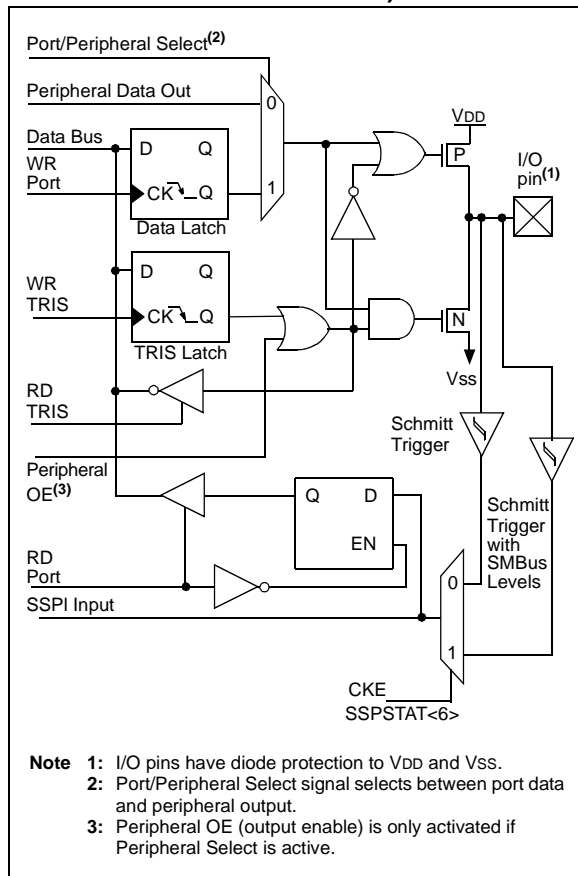 Port/Peripheral Select(2)
Peripheral Data Out
0
VDD
Data Bus
D Q
P
I/O
pin(1)
WR
Port
CK Q
1
Data Latch
D Q
WR
TRIS
CK Q
N
TRIS Latch
Vss
RD
TRIS
Schmitt
Trigger
Peripheral
OE(3)
Q D
Schmitt
Trigger
with
SMBus
Levels
EN
RD
Port
0
SSPI Input
1
CKE
SSPSTAT<6>
Note 1: I/O pins have diode protection to VDD and VSS.
2: Port/Peripheral Select signal selects between port data
and peripheral output.
3: Peripheral OE (output enable) is only activated if
Peripheral Select is active.